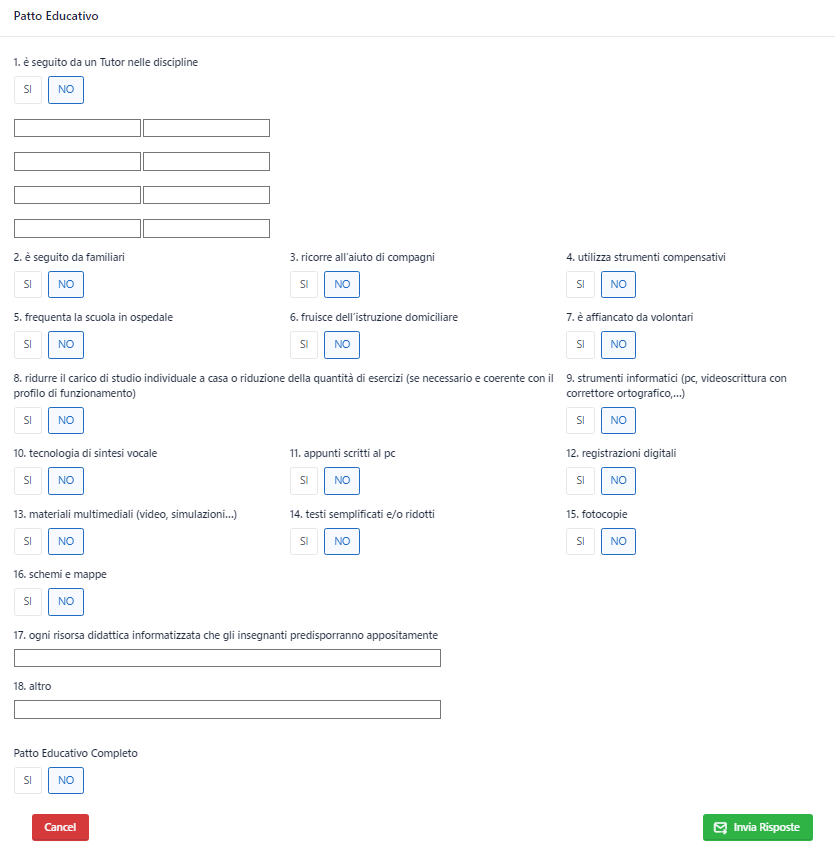 Patto Educativo
1. è seguito da un Tutor nelle discipline
SI NO
2. è seguito da familiari
SI NO
3. ricorre all'aiuto di compagni
SI NO
4. utilizza strumenti compensativi
SI NO
5. frequenta la scuola in ospedale
SI NO
6. fruisce dell'istruzione domiciliare
SI NO
7. è affiancato da volontari
SI NO
8. ridurre il carico di studio individuale a casa o riduzione della quantità di esercizi (se necessario e coerente con il
profilo di funzionamento)
SI NO
9. strumenti informatici (pc, videoscrittura con
correttore ortografico,...)
SI NO
10. tecnologia di sintesi vocale
SI NO
11. appunti scritti al pc
SI NO
12. registrazioni digitali
SI NO
13. materiali multimediali (video, simulazioni...)
SI NO
14. testi semplificati e/o ridotti
SI NO
15. fotocopie
SI NO
16. schemi e mappe
SI NO
17. ogni risorsa didattica informatizzata che gli insegnanti predisporranno appositamente
18. altro
Patto Educativo Completo
SI NO
Cancel
Invia Risposte